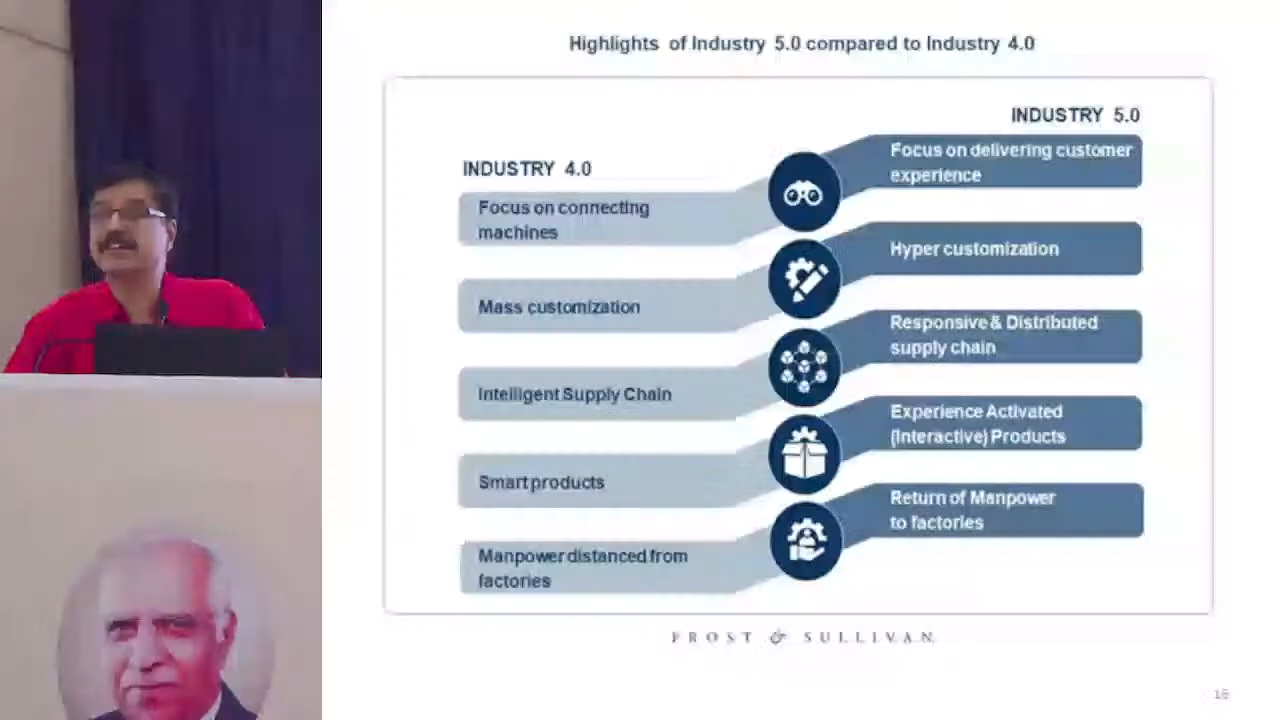 Highlights of Industry 5.0 compared to Industry 4.0
INDUSTRY 4.0
Focus on connecting
machines
Mass customization
Intelligent Supply Chain
Smart products
Manpower distanced from
factories
INDUSTRY 5.0
Focus on delivering customer
experience
Hyper customization
Responsive & Distributed
supply chain
Experience Activated
(Interactive) Products
Return of Manpower
to factories
FROST & SULLIVAN